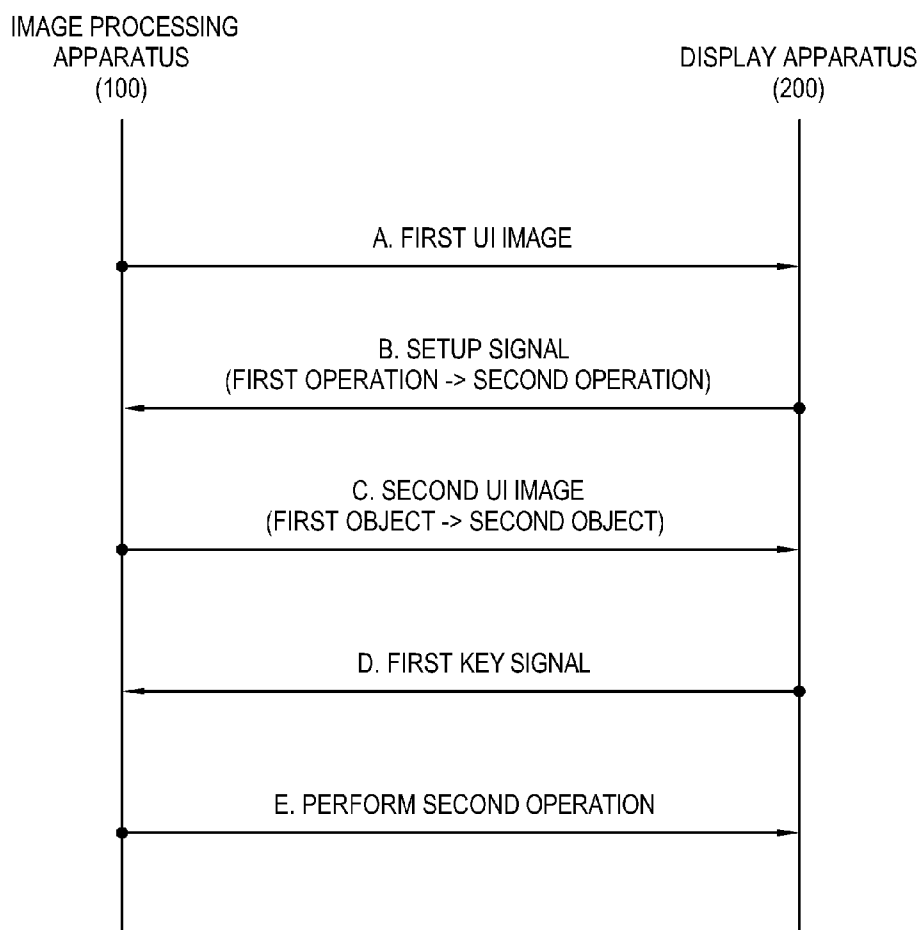 IMAGE PROCESSING
APPARATUS
(100)
DISPLAY APPARATUS
(200)
A. FIRST UI IMAGE
B. SETUP SIGNAL
(FIRST OPERATION -> SECOND OPERATION)
C. SECOND UI IMAGE
(FIRST OBJECT -> SECOND OBJECT)
D. FIRST KEY SIGNAL
E. PERFORM SECOND OPERATION